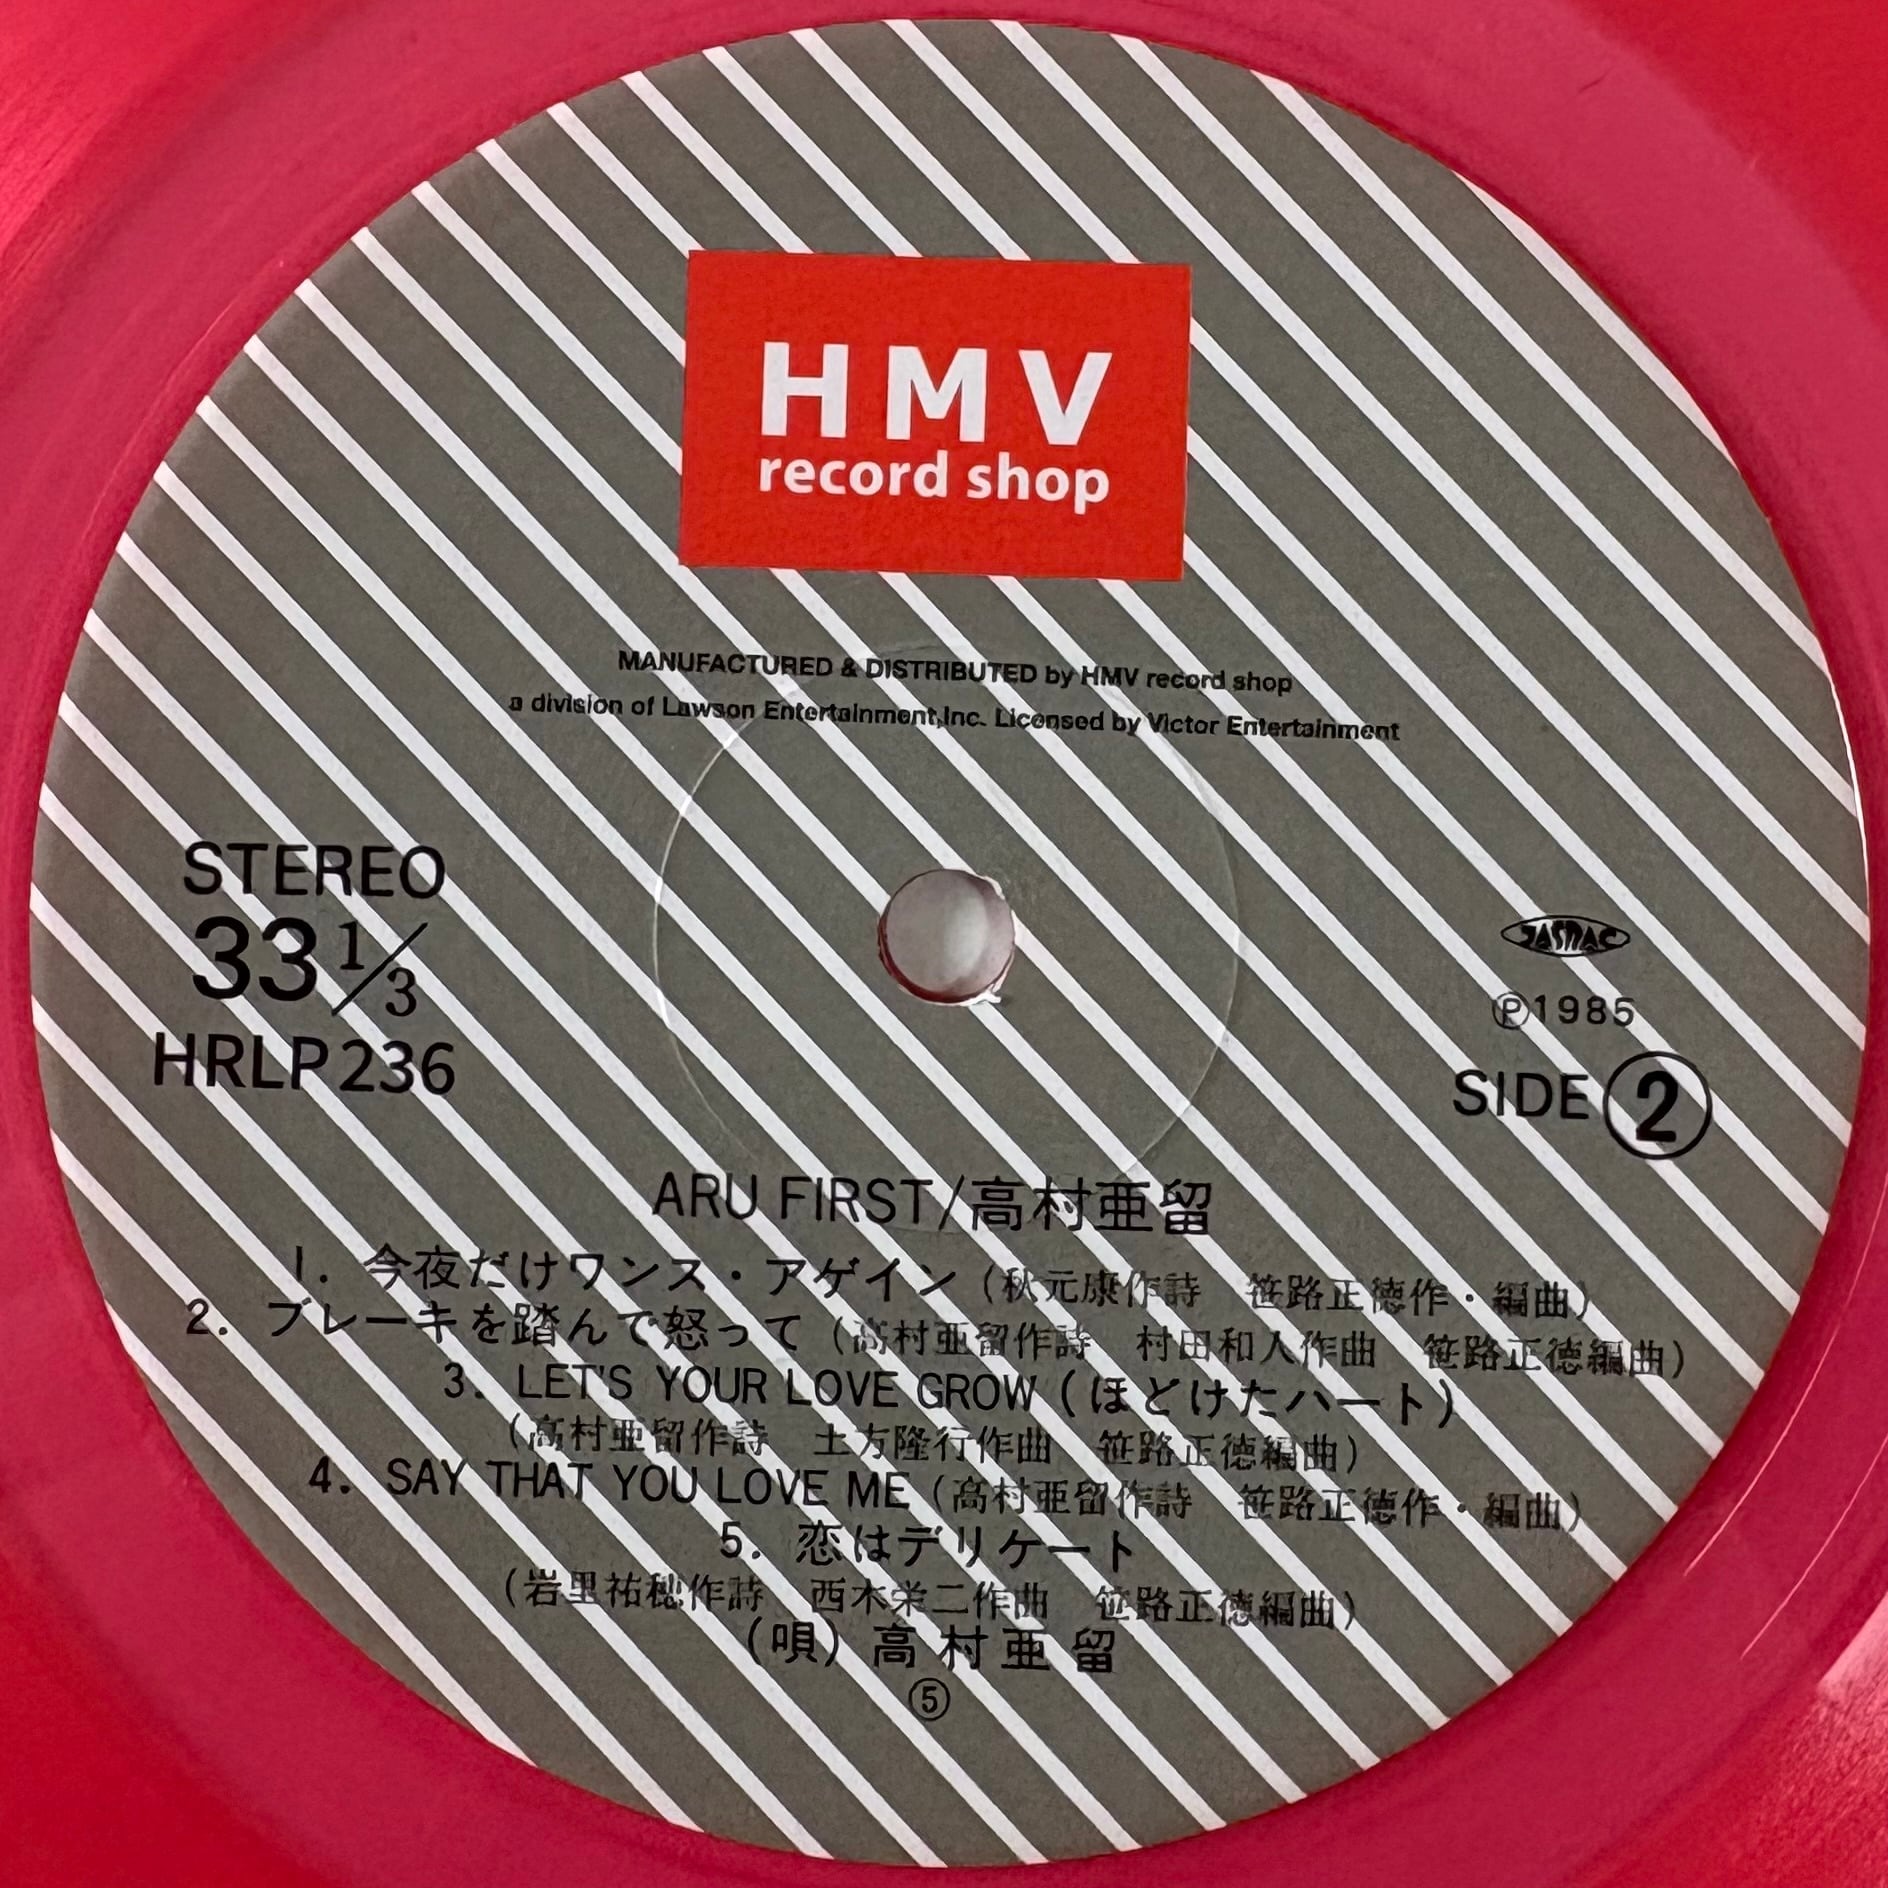 HMV
record shop
MANUFACTURED & DISTRIBUTED by HMV record shop
a division of Lawson Entertainment,Inc. Licensed by Victor Entertainment
STEREO
33 1/3
HRLP236
JASRAC
Ⓟ1985
SIDE ②
ARU FIRST/高村亜留
1. 今夜だけワンス・アゲイン (秋元康作詩 笹路正徳作・編曲)
2. ブレーキを踏んで怒って (高村亜留作詩 村田和人作曲 笹路正徳編曲)
3. LET'S YOUR LOVE GROW (ほどけたハート)
(高村亜留作詩 土方隆行作曲 笹路正徳編曲)
4. SAY THAT YOU LOVE ME (高村亜留作詩 笹路正徳作・編曲)
5. 恋はデリケート
(岩里祐穂作詩 西木栄二作曲 笹路正徳編曲)
(唄) 高村亜留
⑤